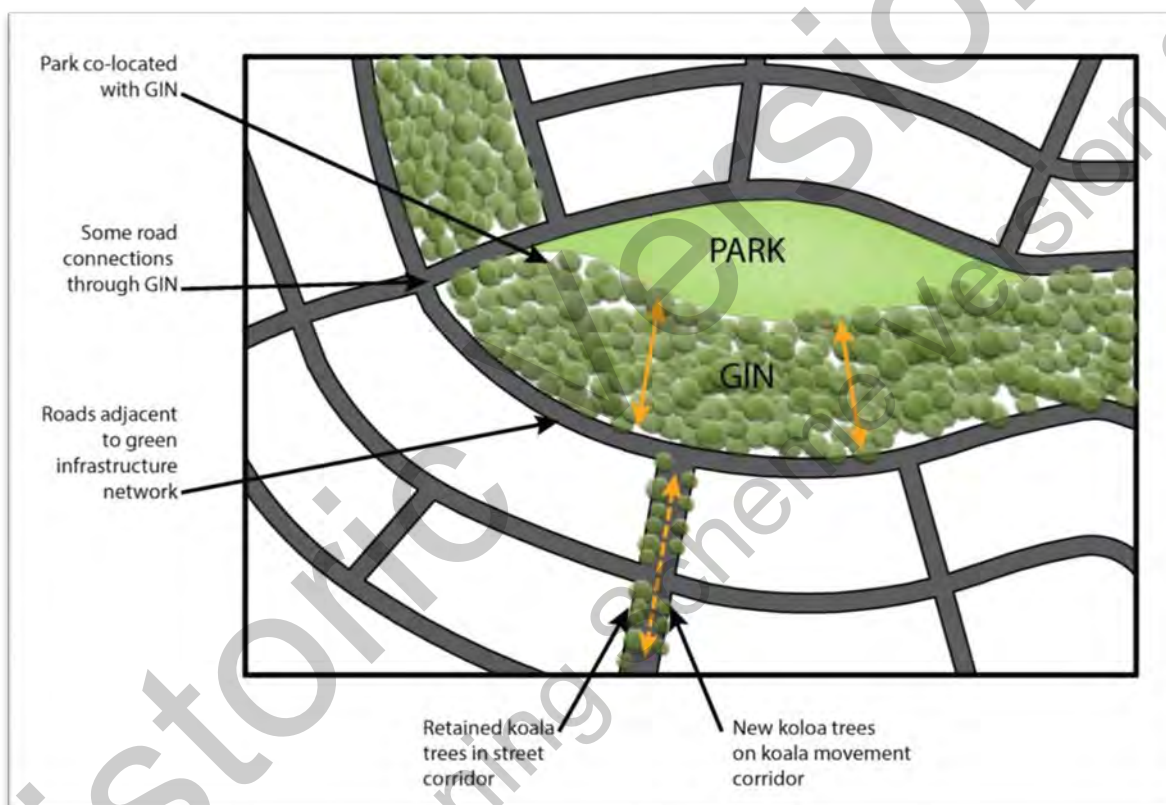 Park co-located
with GIN
Some road
connections
through GIN
Roads adjacent
to green
infrastructure
network
PARK
GIN
Retained koala
trees in street
corridor
New koloa trees
on koala movement
corridor